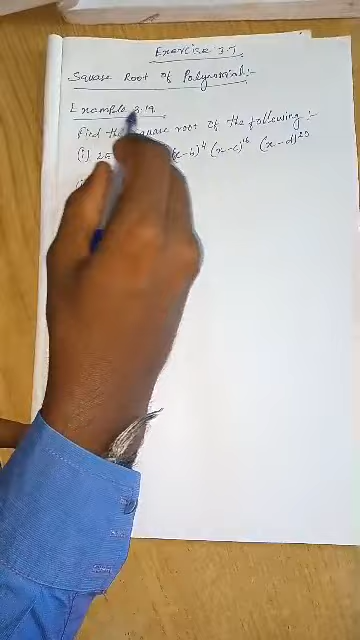 Exercise 3.7
Square Root of Polynomial :-
Example 3.19.
Find the square root of the following :-
(i) (x-b)⁴ (x-c)¹⁶ (x-d)²⁰